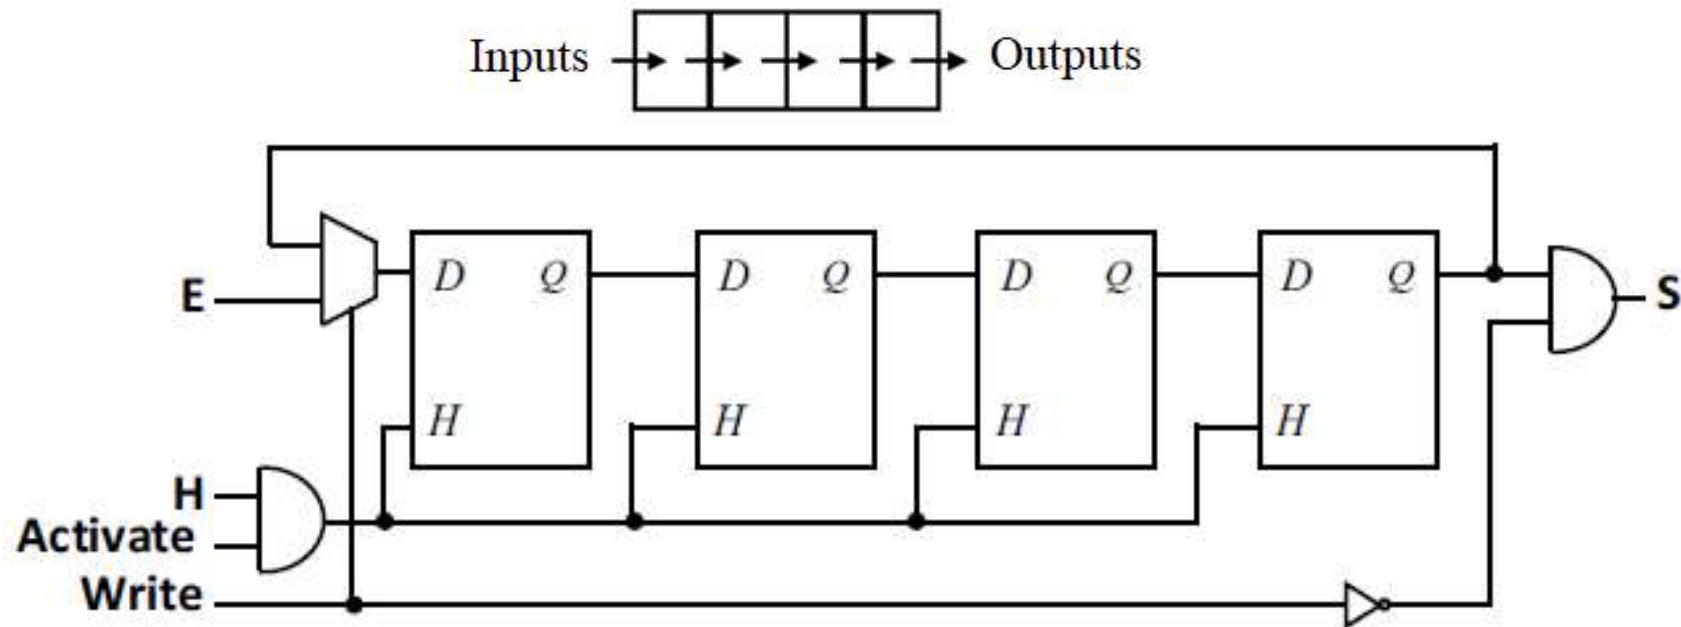 Inputs Outputs
E D Q D Q D Q D Q S
H H H H
H
Activate
Write